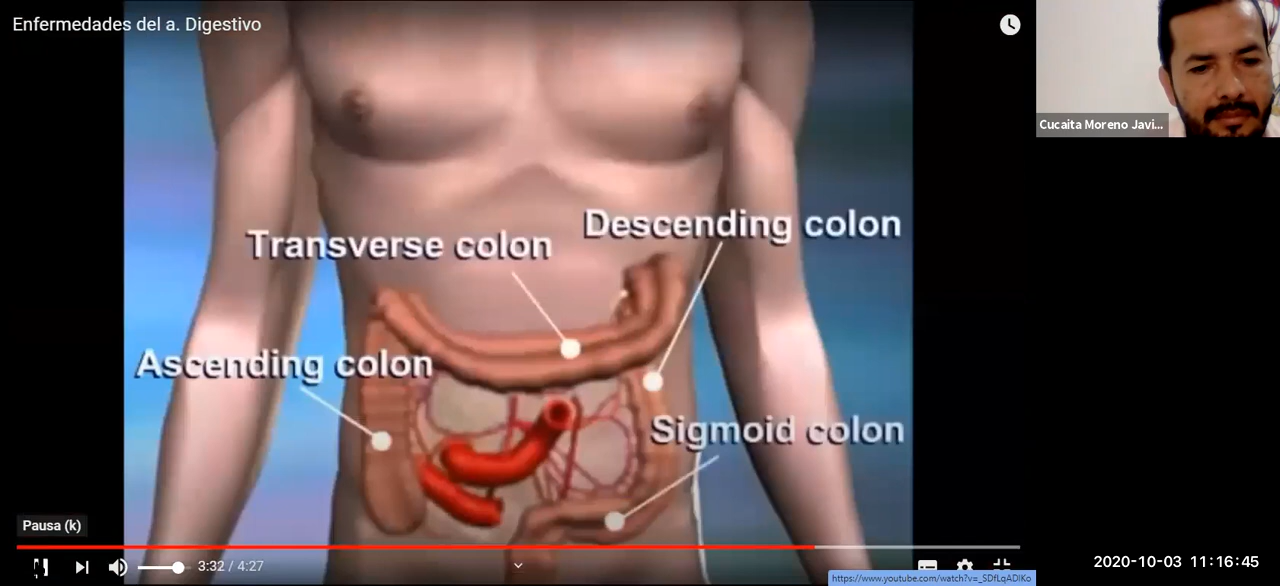 Enfermedades del a. Digestivo
Cucaita Moreno Javi...
Descending colon
Transverse colon
Ascending colon
Sigmoid colon
Pausa (k)
3:32 / 4:27
2020-10-03 11:16:45
https://www.youtube.com/watch?v=_SDfLqADIKo